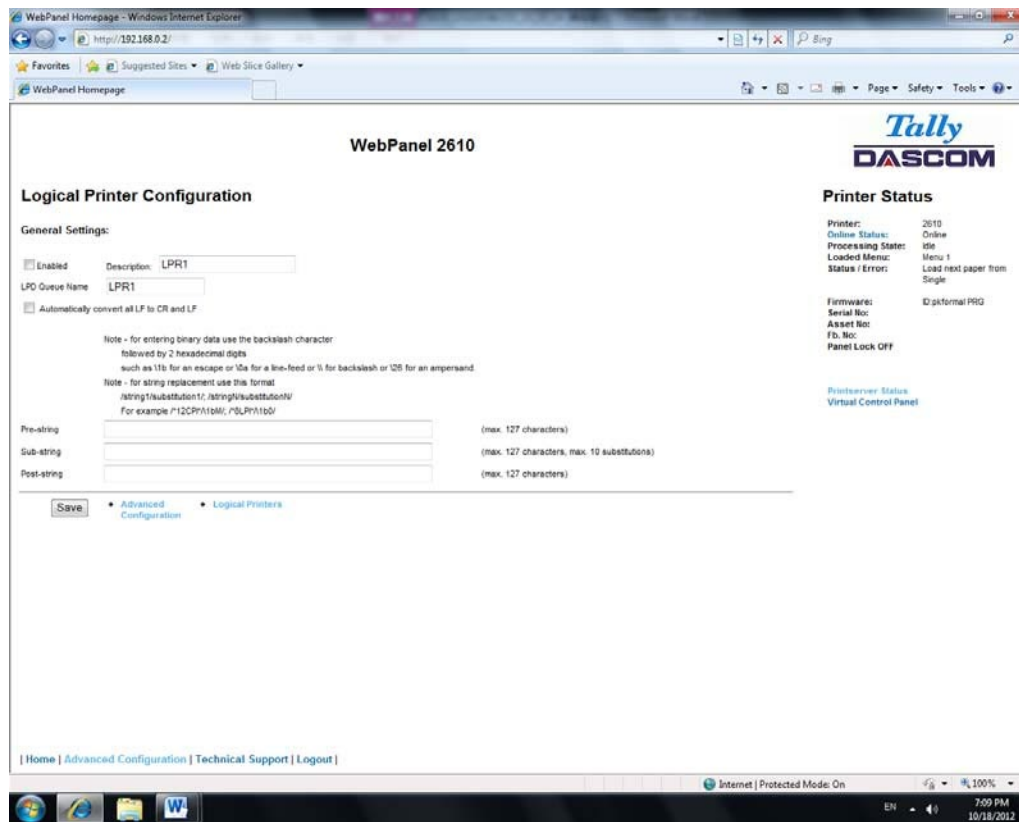 WebPanel Homepage - Windows Internet Explorer
http://192.168.0.2/
Bing
Favorites
Suggested Sites
Web Slice Gallery
WebPanel Homepage
Page
Safety
Tools
WebPanel 2610
Tally
DASCOM
Logical Printer Configuration
General Settings:
Enabled
Description: LPR1
LPD Queue Name LPR1
Automatically convert all LF to CR and LF
Note - for entering binary data use the backslash character
followed by 2 hexadecimal digits
such as \1b for an escape or \0a for a line-feed or \\ for backslash or \26 for an ampersand.
Note - for string replacement use this format
/string1/substitution1/; /stringN/substitutionN/
For example
Pre-string (max. 127 characters)
Sub-string (max. 127 characters, max. 10 substitutions)
Post-string (max. 127 characters)
Save
Advanced
Configuration
Logical Printers
Printer Status
Printer: 2610
Online Status: Online
Processing State: Idle
Loaded Menu: Menu 1
Status / Error: Load next paper from
Single
Firmware: ID:pkformal PRG
Serial No:
Asset No:
Fb. No:
Panel Lock OFF
Printserver Status
Virtual Control Panel
| Home | Advanced Configuration | Technical Support | Logout |
Internet | Protected Mode: On
100%
EN
7:09 PM
10/18/2012